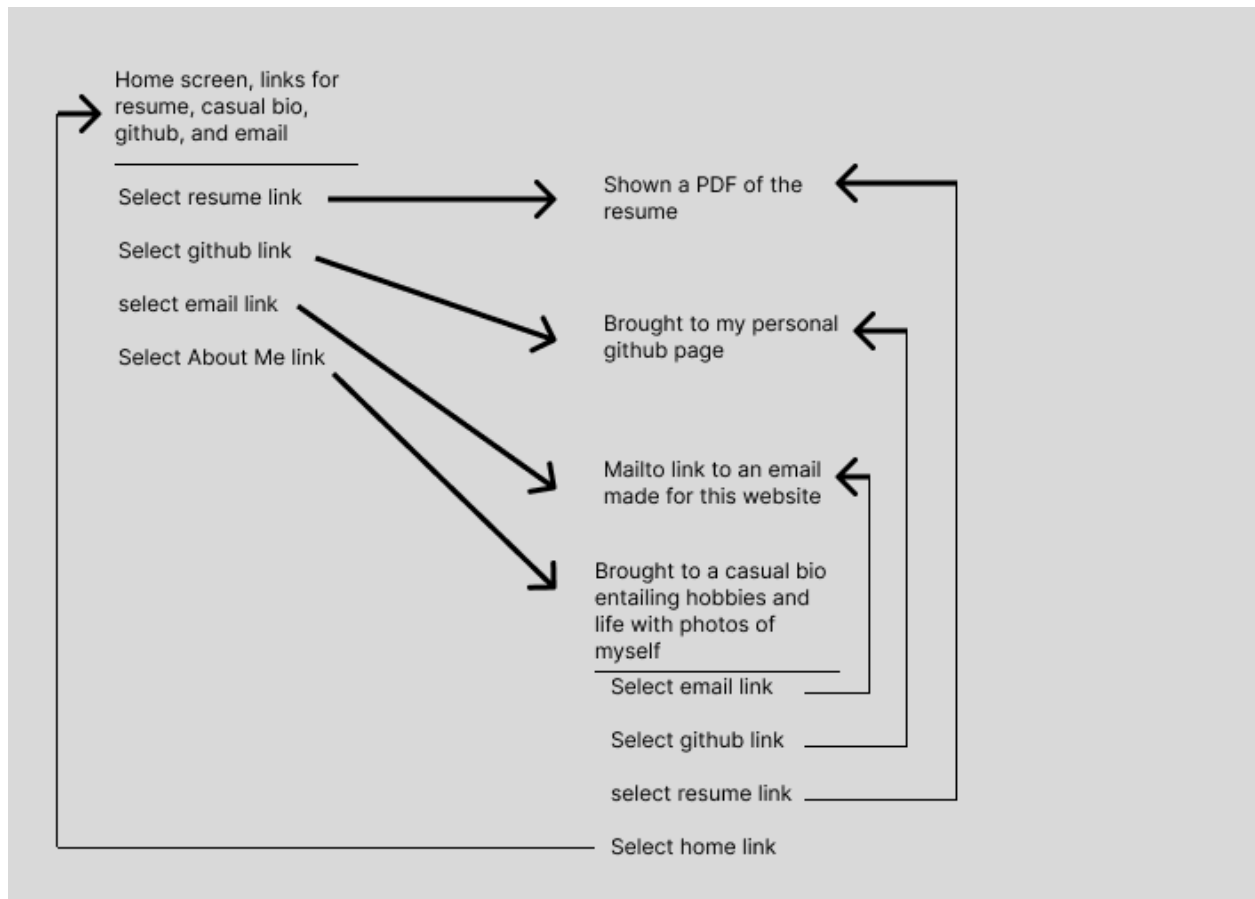 Home screen, links for
resume, casual bio,
github, and email
Select resume link
Select github link
select email link
Select About Me link
Shown a PDF of the
resume
Brought to my personal
github page
Mailto link to an email
made for this website
Brought to a casual bio
entailing hobbies and
life with photos of
myself
Select email link
Select github link
select resume link
Select home link